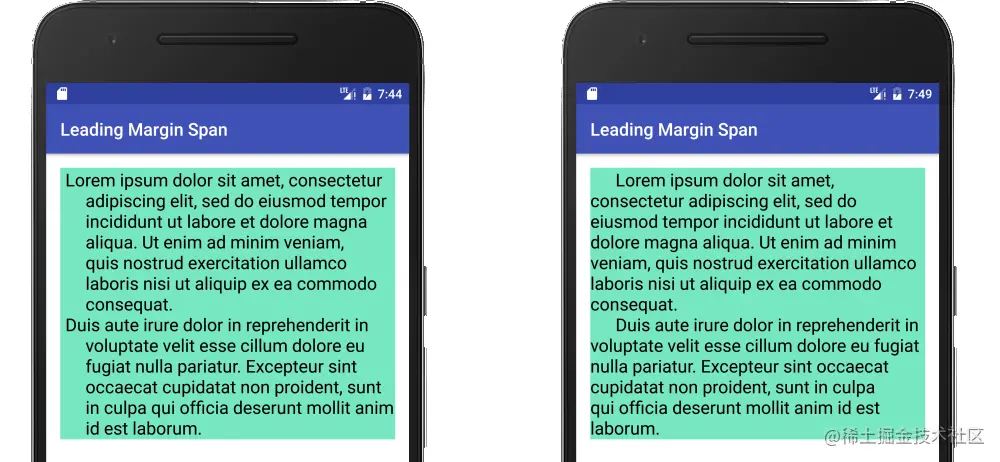 LTE 7:44
Leading Margin Span
Lorem ipsum dolor sit amet, consectetur
adipiscing elit, sed do eiusmod tempor
incididunt ut labore et dolore magna
aliqua. Ut enim ad minim veniam,
quis nostrud exercitation ullamco
laboris nisi ut aliquip ex ea commodo
consequat.
Duis aute irure dolor in reprehenderit in
voluptate velit esse cillum dolore eu
fugiat nulla pariatur. Excepteur sint
occaecat cupidatat non proident, sunt
in culpa qui officia deserunt mollit anim
id est laborum.
LTE 7:49
Leading Margin Span
Lorem ipsum dolor sit amet,
consectetur adipiscing elit, sed do
eiusmod tempor incididunt ut labore et
dolore magna aliqua. Ut enim ad minim
veniam, quis nostrud exercitation ullamco
laboris nisi ut aliquip ex ea commodo
consequat.
Duis aute irure dolor in reprehenderit in
voluptate velit esse cillum dolore eu fugiat
nulla pariatur. Excepteur sint occaecat
cupidatat non proident, sunt in culpa
qui officia deserunt mollit anim id est
laborum.
@稀土掘金技术社区